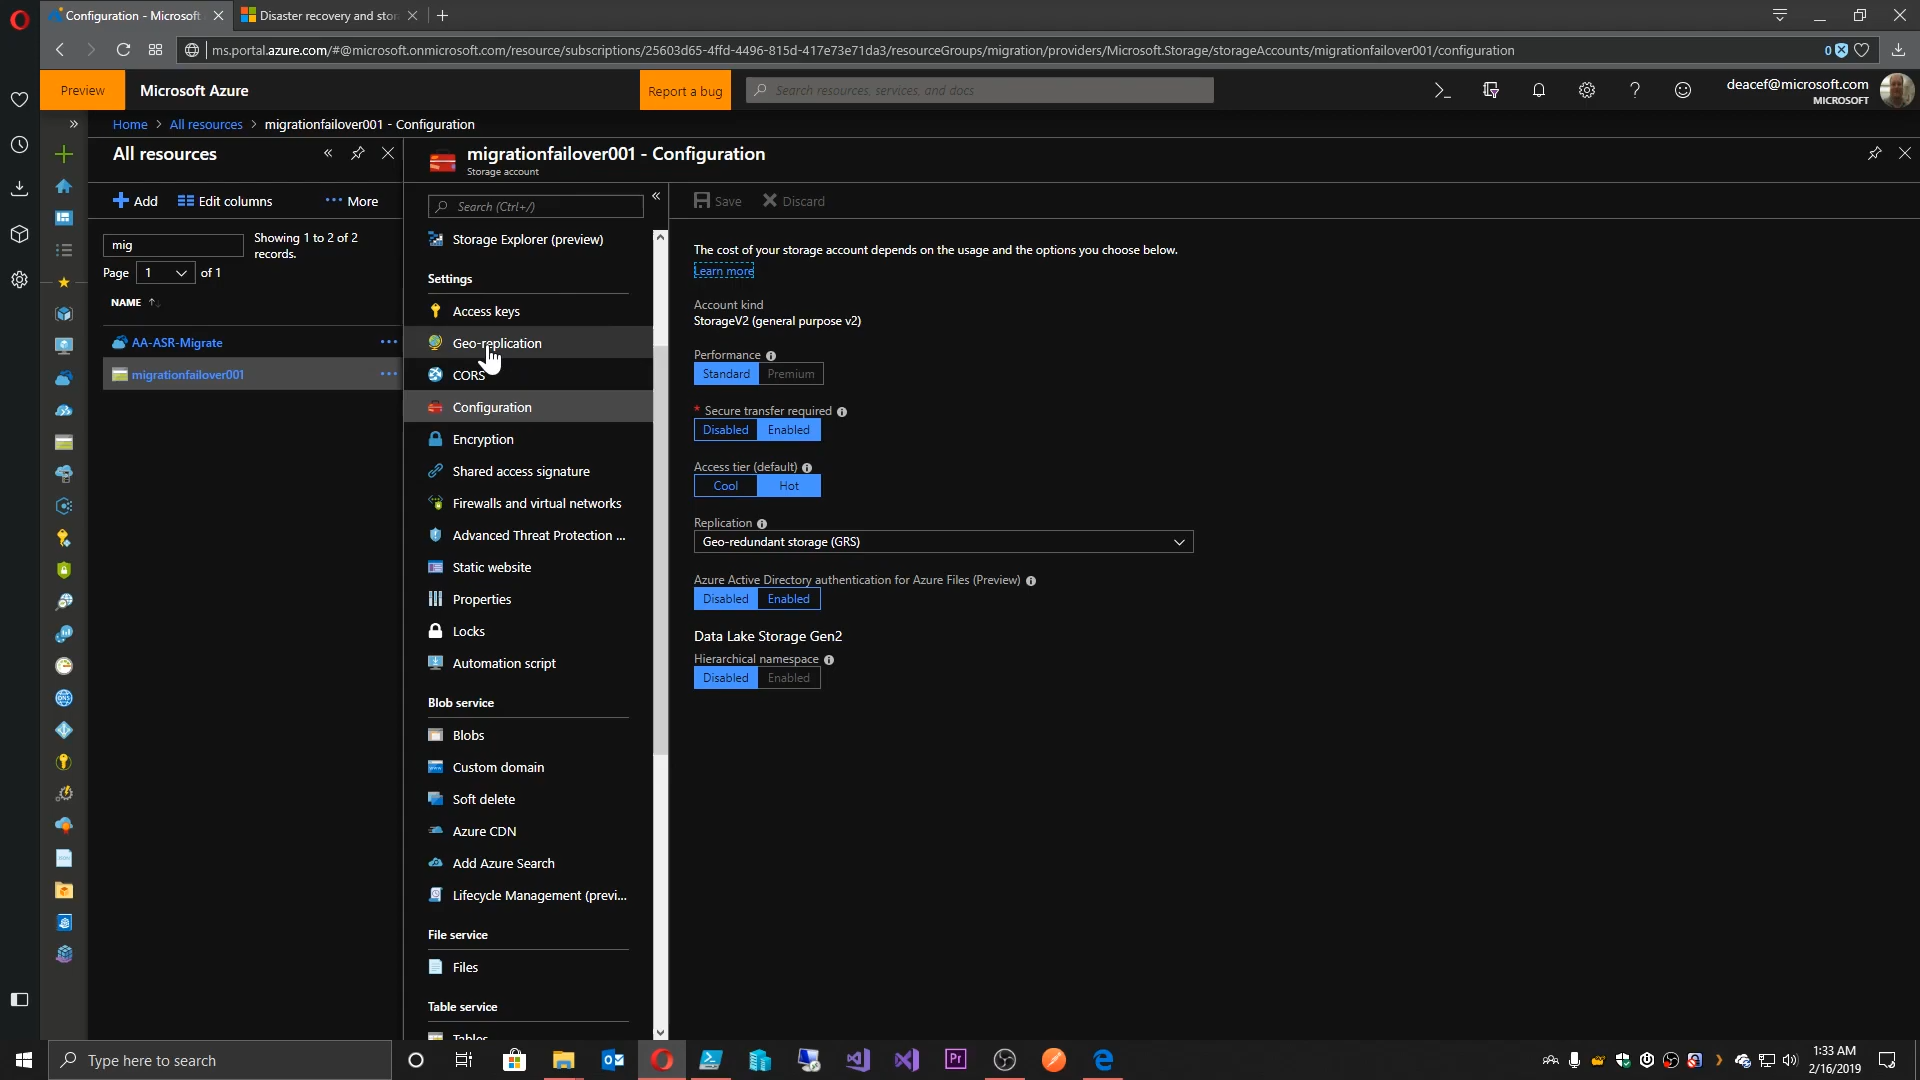 Configuration - Microsoft
Disaster recovery and stor
ms.portal.azure.com/#@microsoft.onmicrosoft.com/resource/subscriptions/25603d65-4ffd-4496-815d-417e73e71da3/resourceGroups/migration/providers/Microsoft.Storage/storageAccounts/migrationfailover001/configuration
0
Preview
Microsoft Azure
Report a bug
Search resources, services, and docs
deacef@microsoft.com
MICROSOFT
Home > All resources > migrationfailover001 - Configuration
All resources
Add
Edit columns
More
mig
Showing 1 to 2 of 2
records.
Page 1 of 1
NAME
AA-ASR-Migrate
migrationfailover001
migrationfailover001 - Configuration
Storage account
Search (Ctrl+/)
Storage Explorer (preview)
Settings
Access keys
Geo-replication
CORS
Configuration
Encryption
Shared access signature
Firewalls and virtual networks
Advanced Threat Protection ...
Static website
Properties
Locks
Automation script
Blob service
Blobs
Custom domain
Soft delete
Azure CDN
Add Azure Search
Lifecycle Management (previ...
File service
Files
Table service
Tables
Save
Discard
The cost of your storage account depends on the usage and the options you choose below.
Learn more
Account kind
StorageV2 (general purpose v2)
Performance
Standard Premium
* Secure transfer required
Disabled Enabled
Access tier (default)
Cool Hot
Replication
Geo-redundant storage (GRS)
Azure Active Directory authentication for Azure Files (Preview)
Disabled Enabled
Data Lake Storage Gen2
Hierarchical namespace
Disabled Enabled
Type here to search
Pr
1:33 AM
2/16/2019